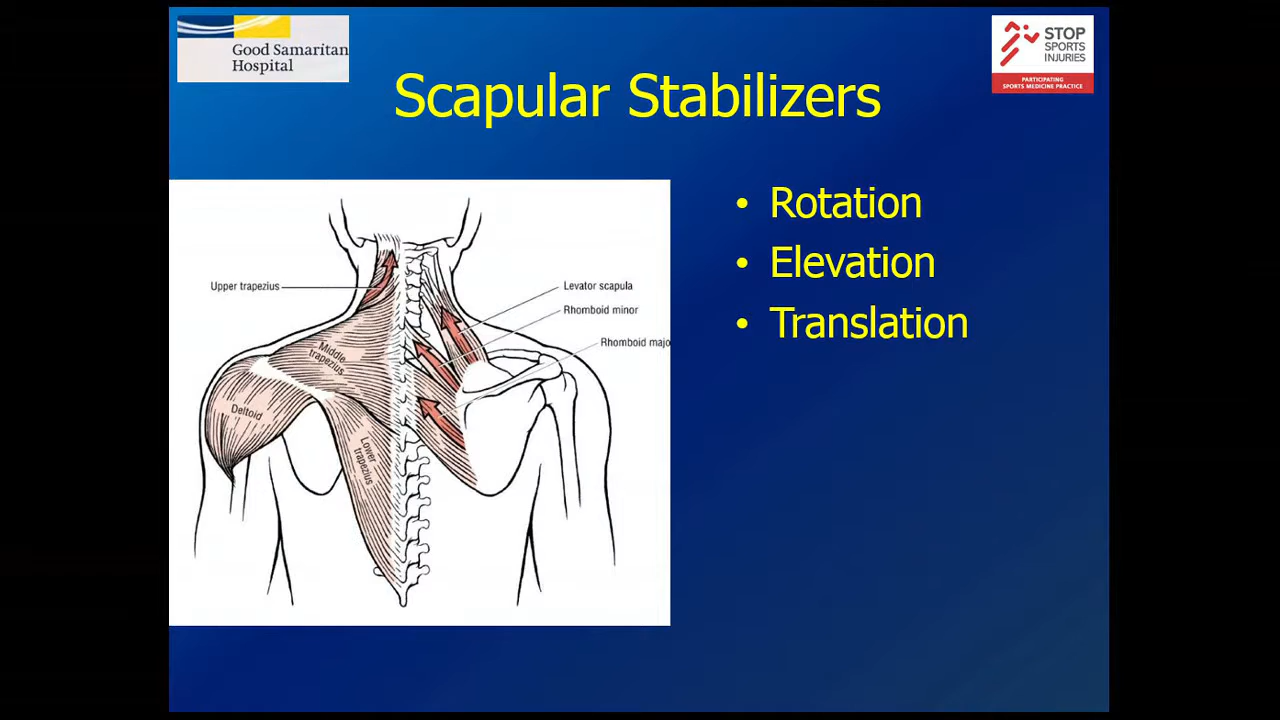 Good Samaritan
Hospital
STOP
SPORTS
INJURIES
PARTICIPATING
SPORTS MEDICINE PRACTICE
Scapular Stabilizers
Upper trapezius
Levator scapula
Rhomboid minor
Rhomboid majo
Middle
trapezius
Deltoid
Lower
trapezius
• Rotation
• Elevation
• Translation